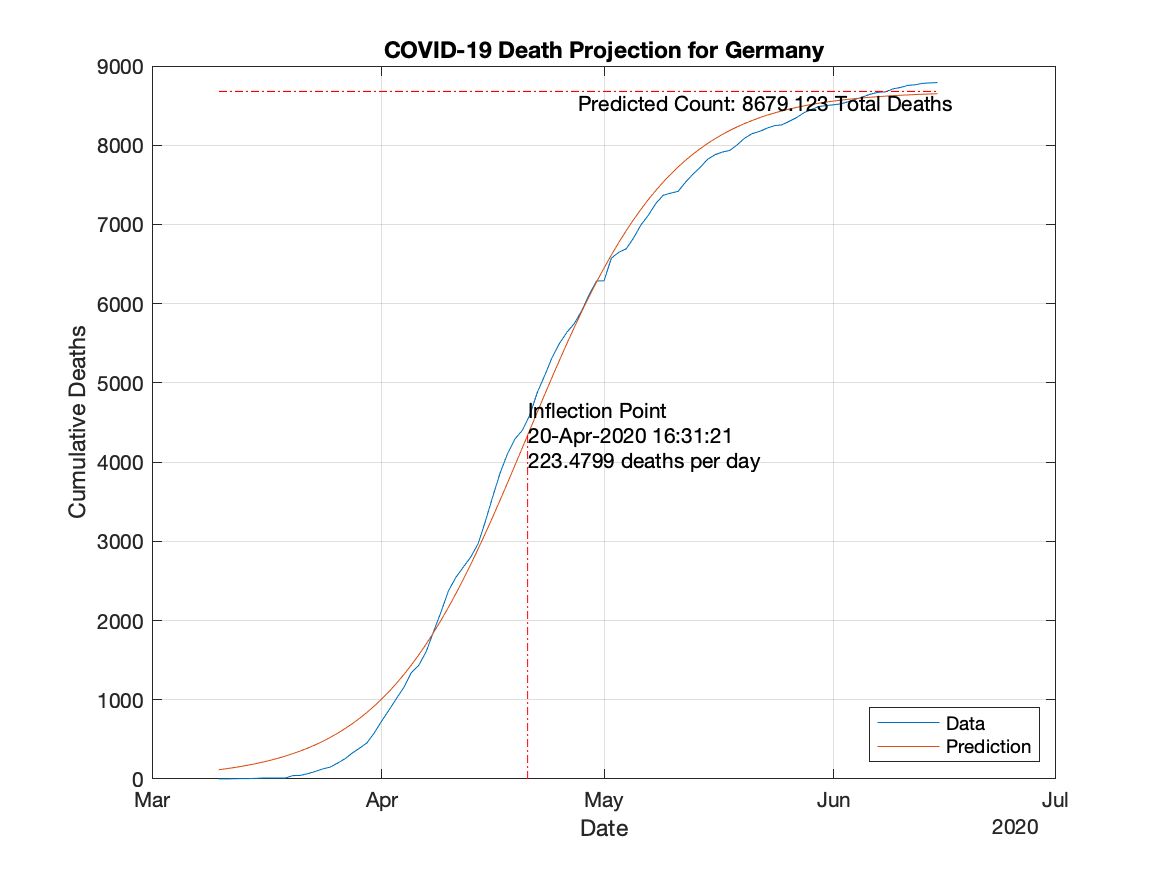 COVID-19 Death Projection for Germany
9000
8000
7000
6000
5000
4000
3000
2000
1000
0
Cumulative Deaths
Predicted Count: 8679.123 Total Deaths
Inflection Point
20-Apr-2020 16:31:21
223.4799 deaths per day
Data
Prediction
Mar Apr May Jun Jul
Date
2020